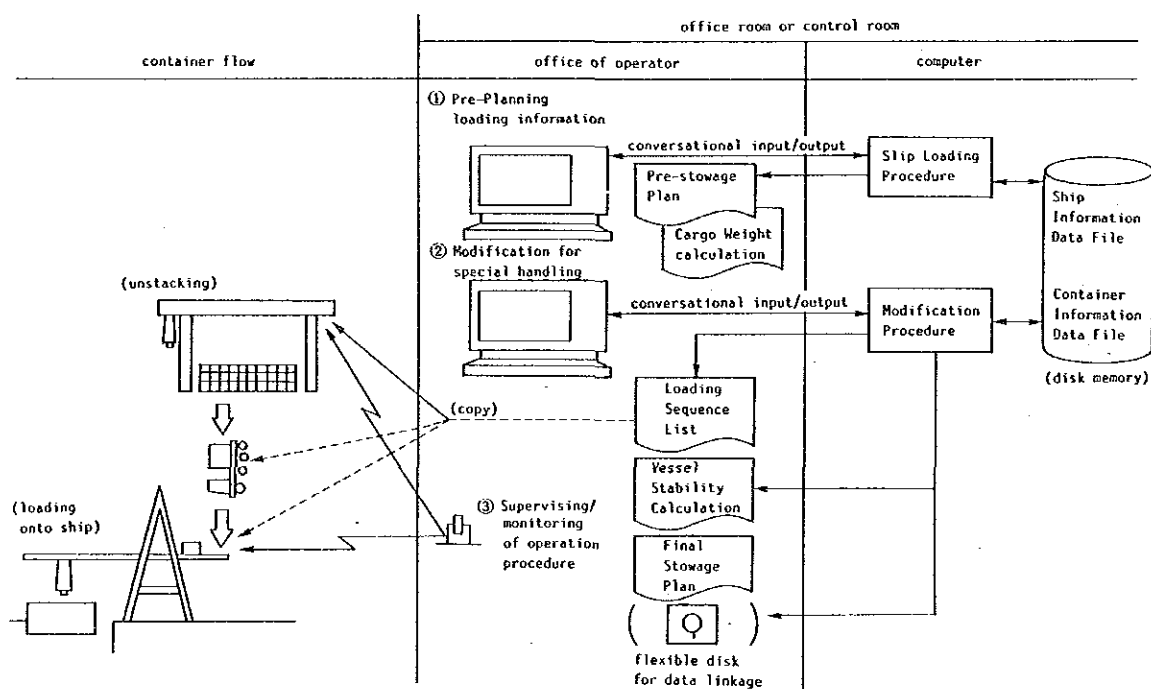 office room or control room
container flow
office of operator
computer
① Pre-Planning
loading information
conversational input/output
Slip Loading
Procedure
Pre-stowage
Plan
Cargo Weight
calculation
Ship
Information
Data File
② Modification for
special handling
(unstacking)
conversational input/output
Modification
Procedure
Container
Information
Data File
(disk memory)
(copy)
Loading
Sequence
List
Vessel
Stability
Calculation
(loading
onto ship)
③ Supervising/
monitoring
of operation
procedure
Final
Stowage
Plan
flexible disk
for data linkage